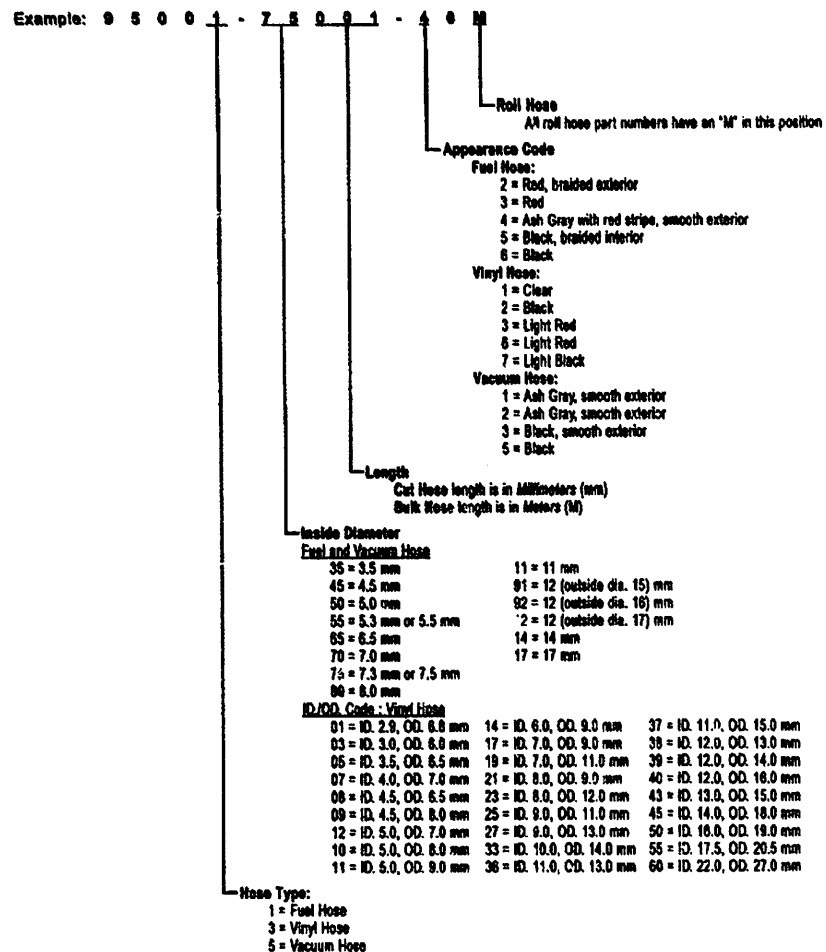 Example: 9 5 0 0 1 - 7 5 0 0 1 - 4 0 M
Roll Hose
All roll hose part numbers have an "M" in this position
Appearance Code
Fuel Hose:
2 = Red, braided exterior
3 = Red
4 = Ash Gray with red stripe, smooth exterior
5 = Black, braided interior
6 = Black
Vinyl Hose:
1 = Clear
2 = Black
3 = Light Red
6 = Light Red
7 = Light Black
Vacuum Hose:
1 = Ash Gray, smooth exterior
2 = Ash Gray, smooth exterior
3 = Black, smooth exterior
5 = Black
Length
Cut Hose length is in Millimeters (mm)
Bulk Hose length is in Meters (M)
Inside Diameter
Fuel and Vacuum Hose
35 = 3.5 mm 11 = 11 mm
45 = 4.5 mm 91 = 12 (outside dia. 15) mm
50 = 5.0 mm 92 = 12 (outside dia. 16) mm
55 = 5.3 mm or 5.5 mm 12 = 12 (outside dia. 17) mm
65 = 6.5 mm 14 = 14 mm
70 = 7.0 mm 17 = 17 mm
75 = 7.3 mm or 7.5 mm
80 = 8.0 mm
ID./OD. Code : Vinyl Hose
01 = ID. 2.9, OD. 6.8 mm 14 = ID. 6.0, OD. 9.0 mm 37 = ID. 11.0, OD. 15.0 mm
03 = ID. 3.0, OD. 6.0 mm 17 = ID. 7.0, OD. 9.0 mm 38 = ID. 12.0, OD. 13.0 mm
05 = ID. 3.5, OD. 6.5 mm 19 = ID. 7.0, OD. 11.0 mm 39 = ID. 12.0, OD. 14.0 mm
07 = ID. 4.0, OD. 7.0 mm 21 = ID. 8.0, OD. 9.0 mm 40 = ID. 12.0, OD. 16.0 mm
08 = ID. 4.5, OD. 6.5 mm 23 = ID. 8.0, OD. 12.0 mm 43 = ID. 13.0, OD. 15.0 mm
09 = ID. 4.5, OD. 8.0 mm 25 = ID. 9.0, OD. 11.0 mm 45 = ID. 14.0, OD. 18.0 mm
12 = ID. 5.0, OD. 7.0 mm 27 = ID. 9.0, OD. 13.0 mm 50 = ID. 16.0, OD. 19.0 mm
10 = ID. 5.0, OD. 8.0 mm 33 = ID. 10.0, OD. 14.0 mm 55 = ID. 17.5, OD. 20.5 mm
11 = ID. 5.0, OD. 9.0 mm 36 = ID. 11.0, OD. 13.0 mm 60 = ID. 22.0, OD. 27.0 mm
Hose Type:
1 = Fuel Hose
3 = Vinyl Hose
5 = Vacuum Hose